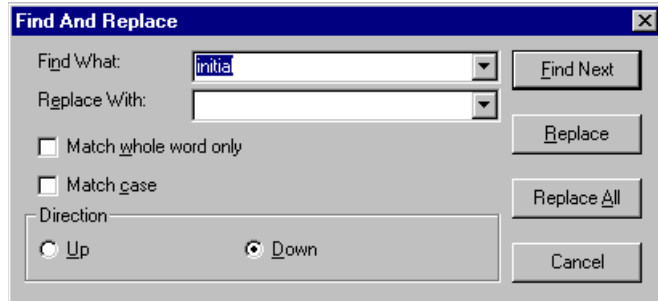 Find And Replace
Find What: initial Find Next
Replace With:
Match whole word only Replace
Match case Replace All
Direction
Up Down Cancel